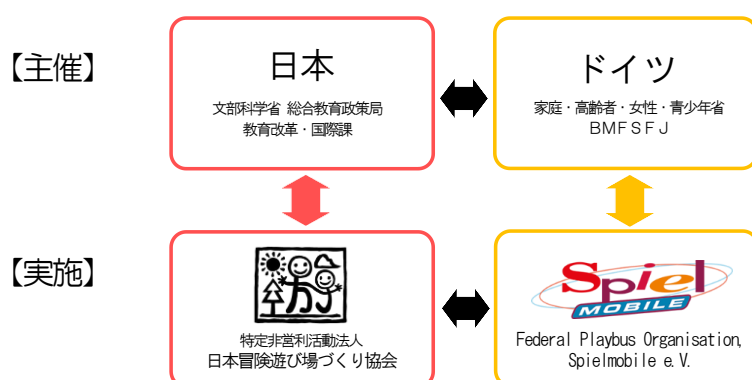 【主催】
日本
文部科学省 総合教育政策局
教育改革・国際課
ドイツ
家庭・高齢者・女性・青少年省
BMFSFJ
【実施】
特定非営利活動法人
日本冒険遊び場づくり協会
Spiel
MOBILE
Federal Playbus Organisation,
Spielmobile e.V.